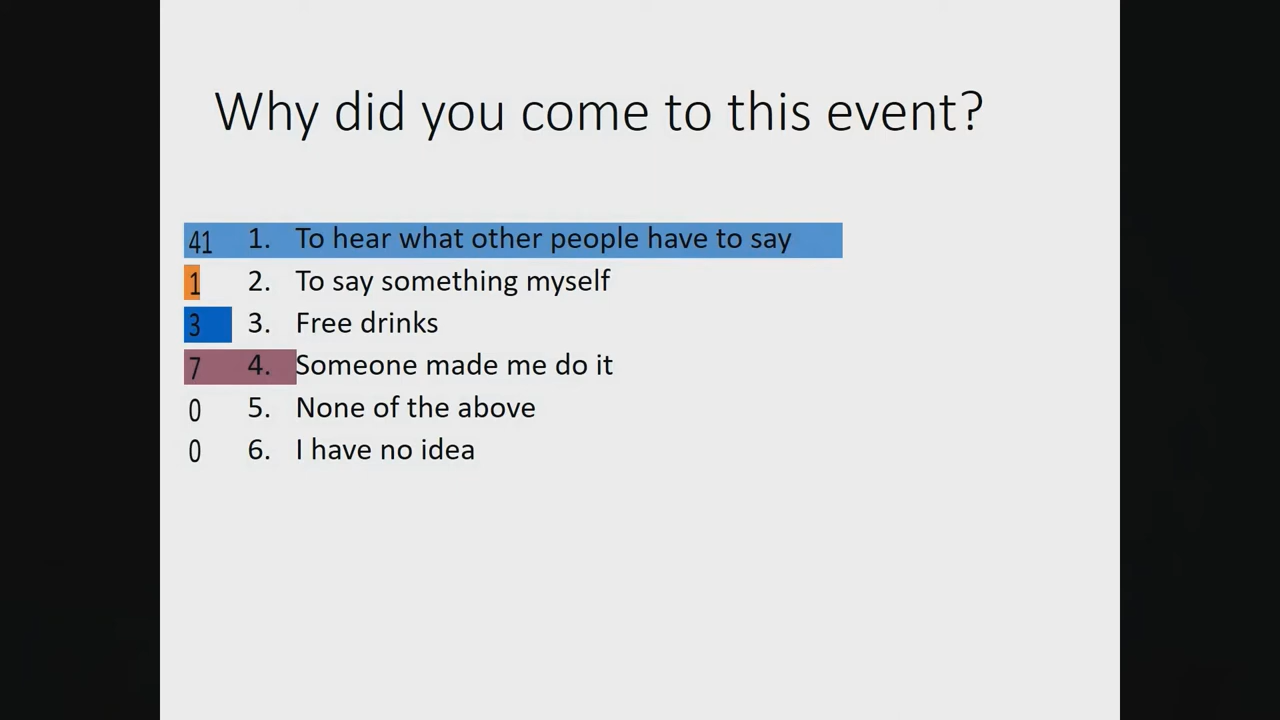 Why did you come to this event?
41 1. To hear what other people have to say
1 2. To say something myself
3 3. Free drinks
7 4. Someone made me do it
0 5. None of the above
0 6. I have no idea